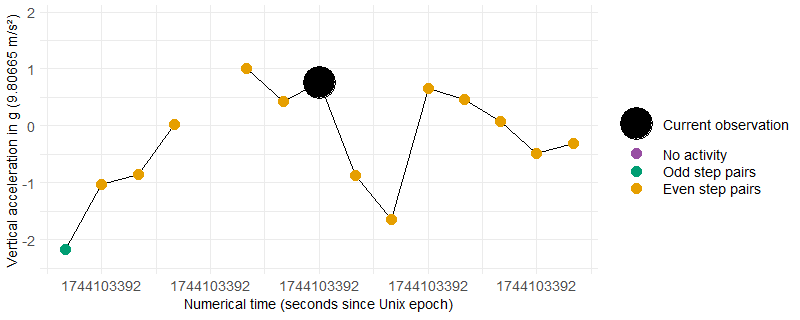 Vertical acceleration in g (9.80665 m/s²)
2
1
0
-1
-2
1744103392 1744103392 1744103392 1744103392 1744103392
Numerical time (seconds since Unix epoch)
Current observation
No activity
Odd step pairs
Even step pairs